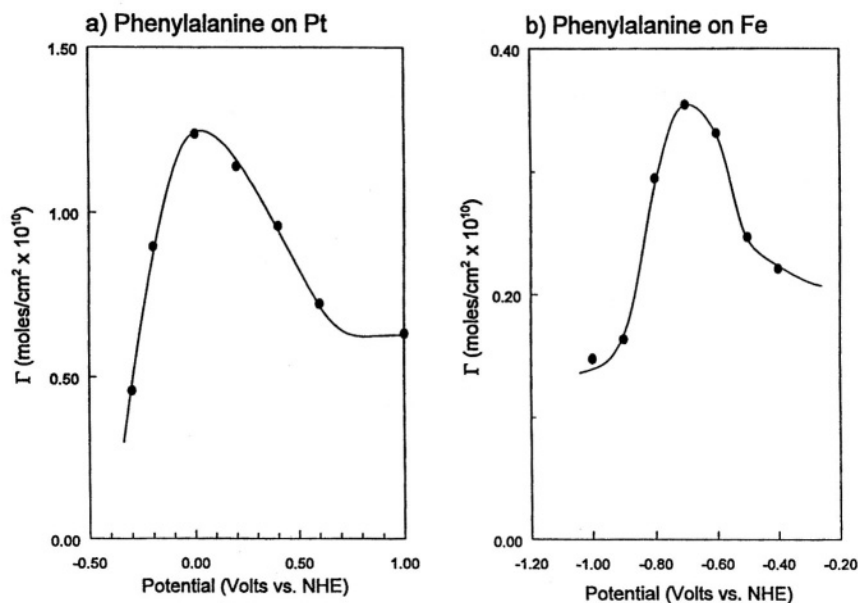 a) Phenylalanine on Pt
1.50
1.00
0.50
0.00
Γ (moles/cm² x 10¹⁰)
-0.50
0.00
0.50
1.00
Potential (Volts vs. NHE)
b) Phenylalanine on Fe
0.40
0.20
0.00
Γ (moles/cm² x 10¹⁰)
-1.20
-1.00
-0.80
-0.60
-0.40
-0.20
Potential (Volts vs. NHE)